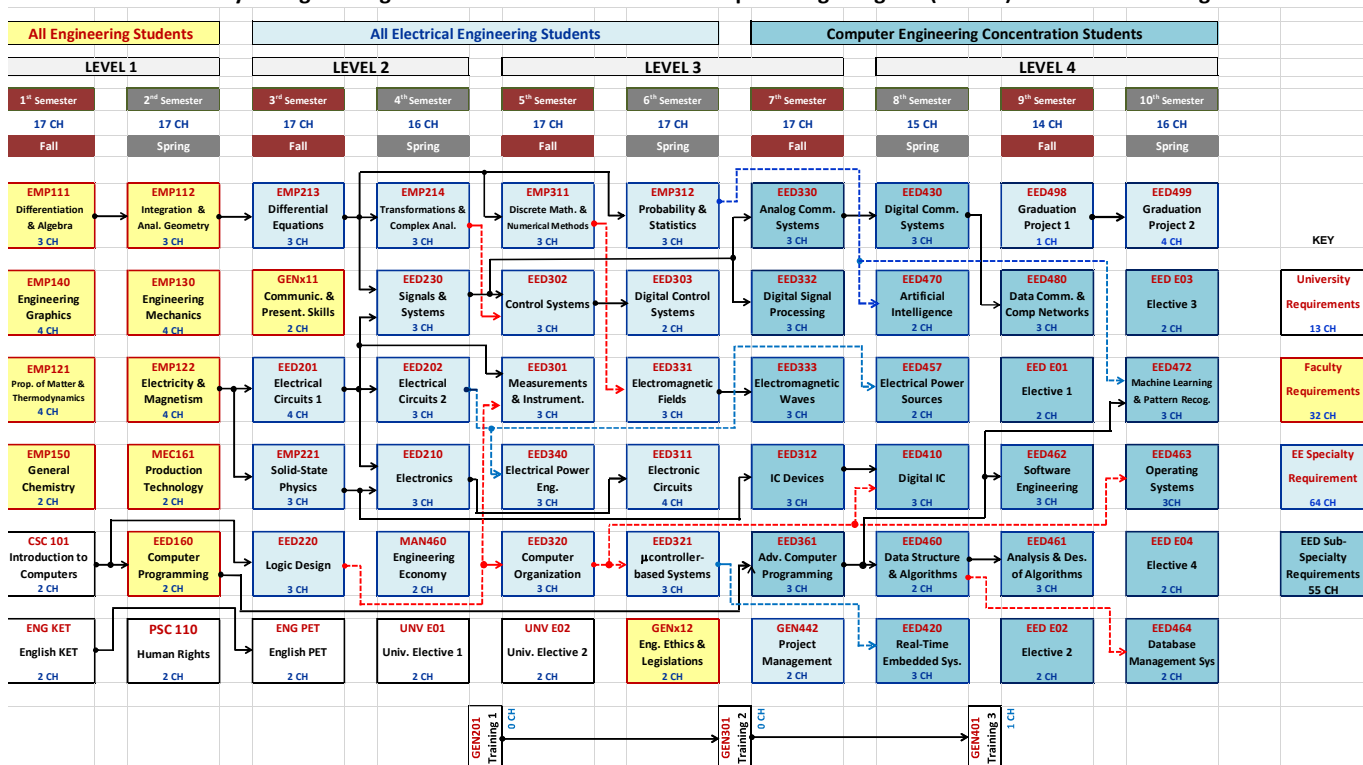 All Engineering Students
All Electrical Engineering Students
Computer Engineering Concentration Students
LEVEL 1
LEVEL 2
LEVEL 3
LEVEL 4
1st Semester
2nd Semester
3rd Semester
4th Semester
5th Semester
6th Semester
7th Semester
8th Semester
9th Semester
10th Semester
17 CH
17 CH
17 CH
16 CH
17 CH
17 CH
17 CH
15 CH
14 CH
16 CH
Fall
Spring
Fall
Spring
Fall
Spring
Fall
Spring
Fall
Spring
EMP111
Differentiation
& Algebra
3 CH
EMP112
Integration &
Anal. Geometry
3 CH
EMP213
Differential
Equations
3 CH
EMP214
Transformations &
Complex Anal.
3 CH
EMP311
Discrete Math. &
Numerical Methods
3 CH
EMP312
Probability &
Statistics
3 CH
EED330
Analog Comm.
Systems
3 CH
EED430
Digital Comm.
Systems
3 CH
EED498
Graduation
Project 1
1 CH
EED499
Graduation
Project 2
4 CH
KEY
EMP140
Engineering
Graphics
4 CH
EMP130
Engineering
Mechanics
4 CH
GENx11
Communic. &
Present. Skills
2 CH
EED230
Signals &
Systems
3 CH
EED302
Control Systems
3 CH
EED303
Digital Control
Systems
2 CH
EED332
Digital Signal
Processing
3 CH
EED470
Artificial
Intelligence
2 CH
EED480
Data Comm. &
Comp Networks
3 CH
EED E03
Elective 3
2 CH
University
Requirements
13 CH
EMP121
Prop. of Matter &
Thermodynamics
4 CH
EMP122
Electricity &
Magnetism
4 CH
EED201
Electrical
Circuits 1
4 CH
EED202
Electrical
Circuits 2
3 CH
EED301
Measurements
& Instrument.
3 CH
EED331
Electromagnetic
Fields
3 CH
EED333
Electromagnetic
Waves
3 CH
EED457
Electrical Power
Sources
2 CH
EED E01
Elective 1
2 CH
EED472
Machine Learning
& Pattern Recog.
3 CH
Faculty
Requirements
32 CH
EMP150
General
Chemistry
2 CH
MEC161
Production
Technology
2 CH
EMP221
Solid-State
Physics
3 CH
EED210
Electronics
3 CH
EED340
Electrical Power
Eng.
3 CH
EED311
Electronic
Circuits
4 CH
EED312
IC Devices
3 CH
EED410
Digital IC
3 CH
EED462
Software
Engineering
3 CH
EED463
Operating
Systems
3CH
EE Specialty
Requirement
64 CH
CSC 101
Introduction to
Computers
2 CH
EED160
Computer
Programming
2 CH
EED220
Logic Design
3 CH
MAN460
Engineering
Economy
2 CH
EED320
Computer
Organization
3 CH
EED321
µcontroller-
based Systems
3 CH
EED361
Adv. Computer
Programming
3 CH
EED460
Data Structure
& Algorithms
2 CH
EED461
Analysis & Des.
of Algorithms
3 CH
EED E04
Elective 4
2 CH
EED Sub-
Specialty
Requirements
55 CH
ENG KET
English KET
2 CH
PSC 110
Human Rights
2 CH
ENG PET
English PET
2 CH
UNV E01
Univ. Elective 1
2 CH
UNV E02
Univ. Elective 2
2 CH
GENx12
Eng. Ethics &
Legislations
2 CH
GEN442
Project
Management
2 CH
EED420
Real-Time
Embedded Sys.
3 CH
EED E02
Elective 2
2 CH
EED464
Database
Management Sys
2 CH
GEN201
Training 1
0 CH
GEN301
Training 2
0 CH
GEN401
Training 3
1 CH